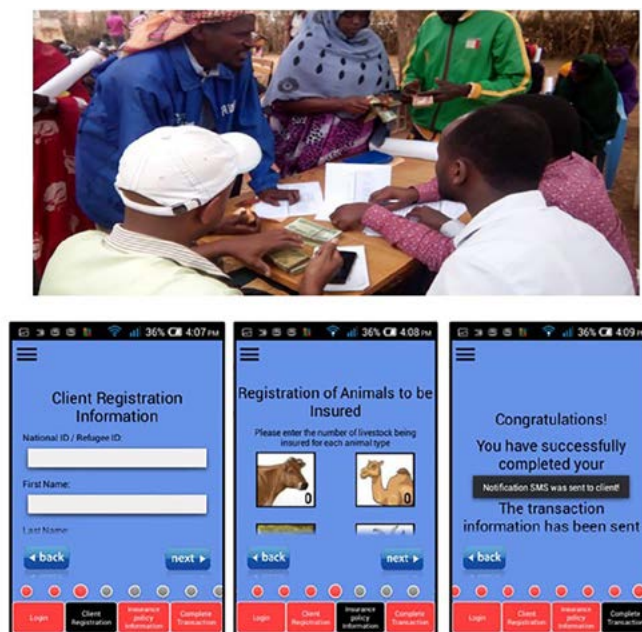 36% 4:07 PM
Client Registration
Information
National ID / Refugee ID:
First Name:
Last Name:
back
next
Login
Client
Registration
Insurance
policy
information
Complete
Transaction
36% 4:08 PM
Registration of Animals to be
Insured
Please enter the number of livestock being
insured for each animal type
0
0
back
next
Login
Client
Registration
Insurance
policy
information
Complete
Transaction
36% 4:09 PM
Congratulations!
You have successfully
completed your
Notification SMS was sent to client!
The transaction
information has been sent
back
Login
Client
Registration
Insurance
policy
information
Complete
Transaction